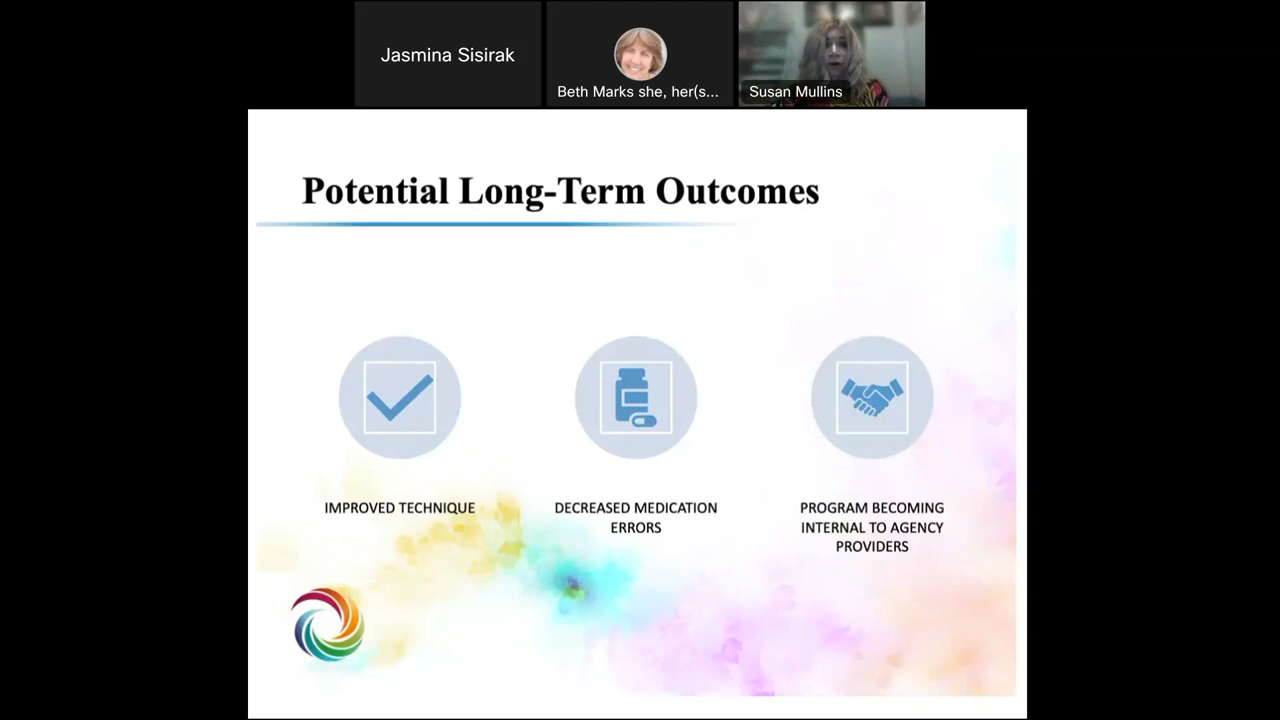 Jasmina Sisirak
Beth Marks she, her(s...
Susan Mullins
Potential Long-Term Outcomes
IMPROVED TECHNIQUE
DECREASED MEDICATION
ERRORS
PROGRAM BECOMING
INTERNAL TO AGENCY
PROVIDERS